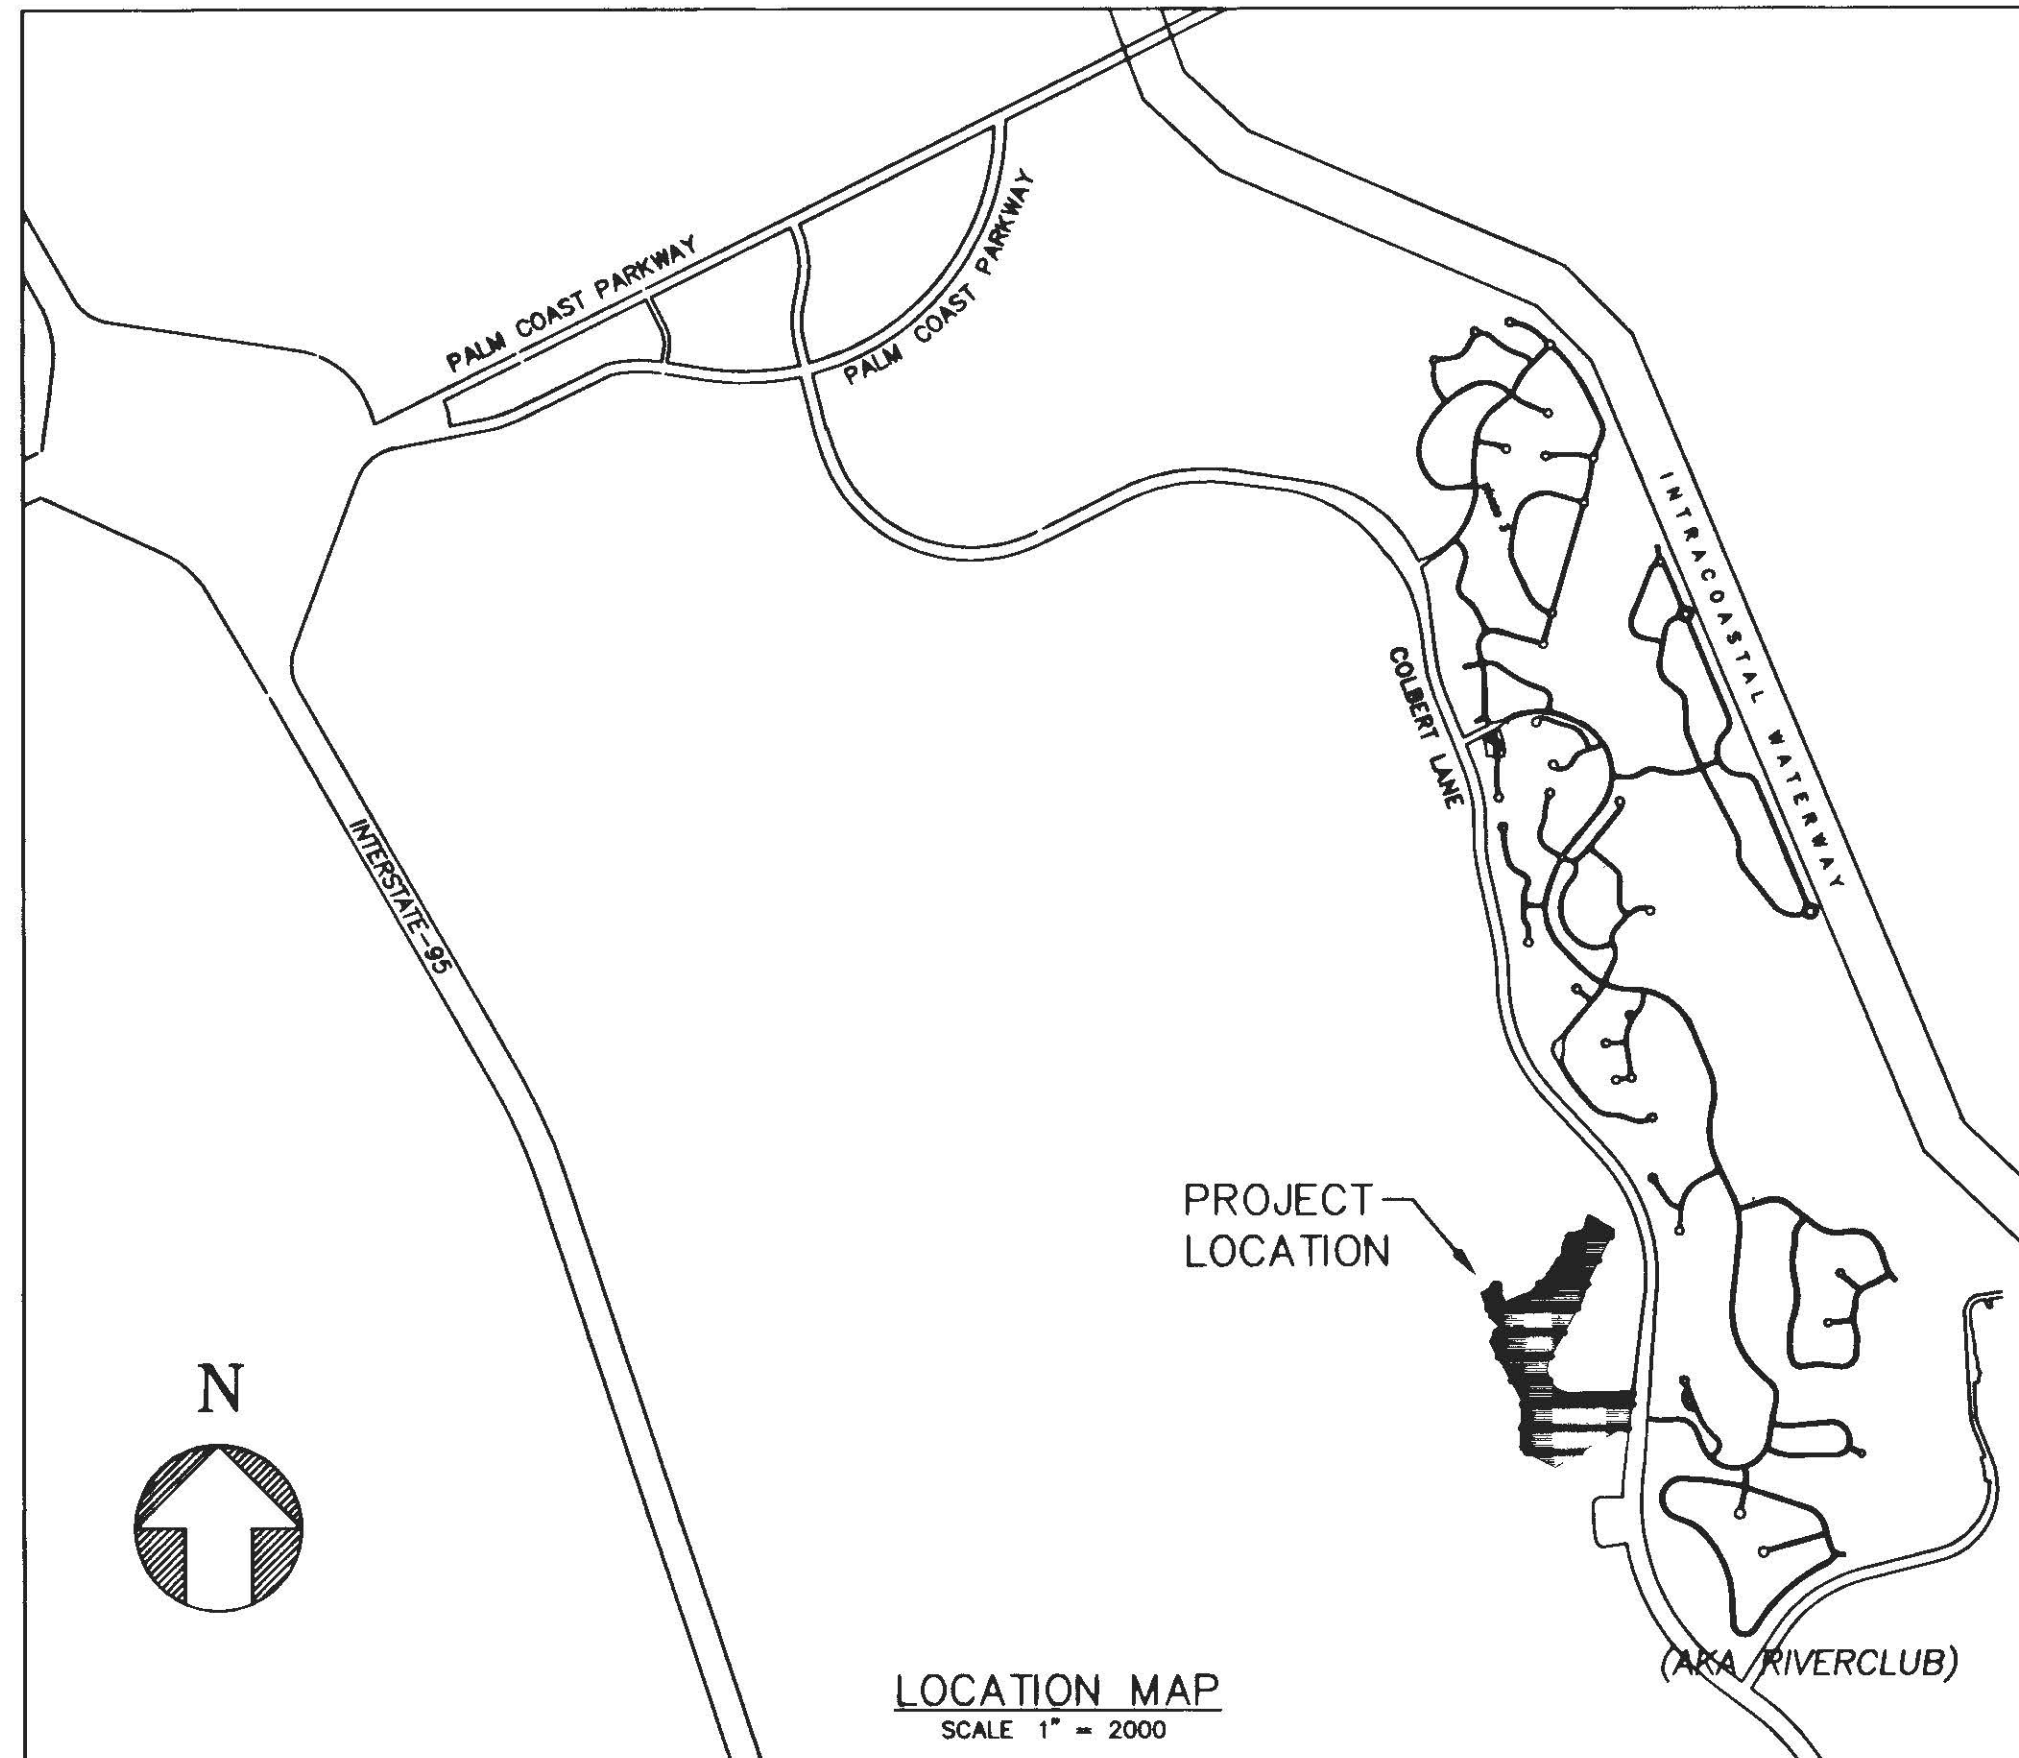 PALM COAST PARKWAY
PALM COAST PARKWAY
INTRACOASTAL WATERWAY
COLBERT LANE
INTERSTATE-95
PROJECT
LOCATION
N
(AKA RIVERCLUB)
LOCATION MAP
SCALE 1" = 2000